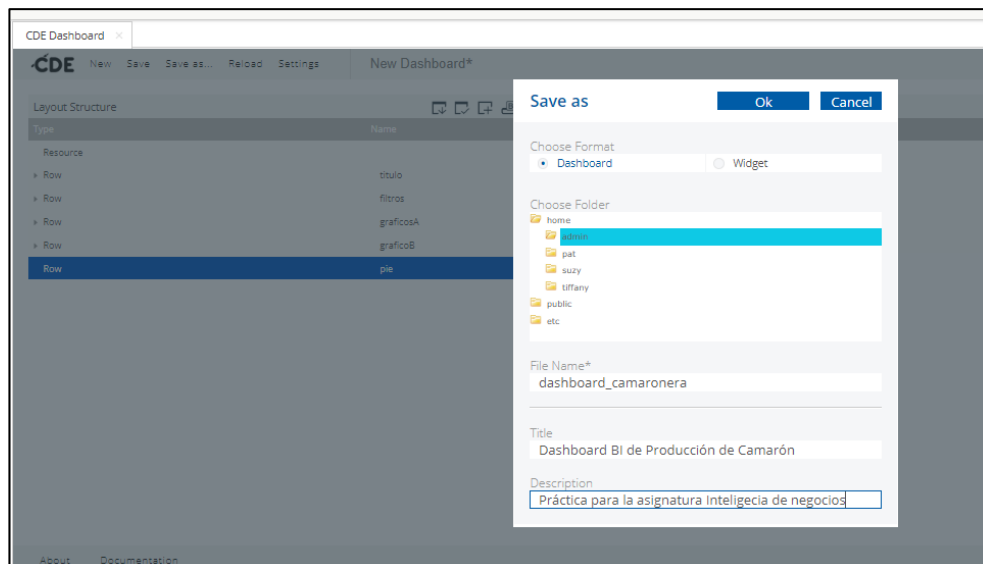 CDE Dashboard ×
CDE New Save Save as... Reload Settings New Dashboard*
Layout Structure
Type Name
Resource
Row titulo
Row filtros
Row graficosA
Row graficoB
Row pie
Save as Ok Cancel
Choose Format
Dashboard Widget
Choose Folder
home
admin
pat
suzy
tiffany
public
etc
File Name*
dashboard_camaronera
Title
Dashboard BI de Producción de Camarón
Description
Práctica para la asignatura Inteligecia de negocios
About Documentation